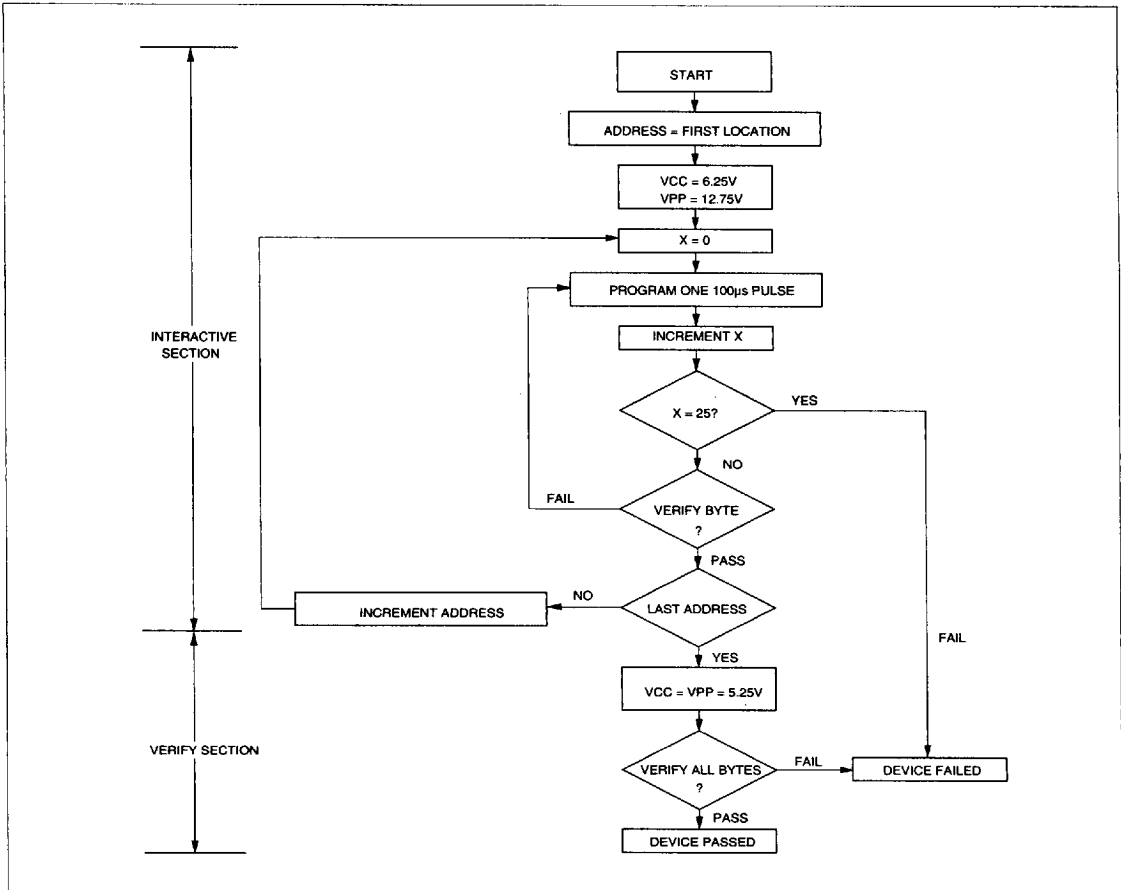 START
ADDRESS = FIRST LOCATION
VCC = 6.25V
VPP = 12.75V
X = 0
PROGRAM ONE 100µs PULSE
INTERACTIVE
SECTION
INCREMENT X
X = 25?
YES
NO
FAIL
VERIFY BYTE
?
PASS
INCREMENT ADDRESS
NO
LAST ADDRESS
FAIL
YES
VCC = VPP = 5.25V
VERIFY SECTION
VERIFY ALL BYTES
?
FAIL
DEVICE FAILED
PASS
DEVICE PASSED